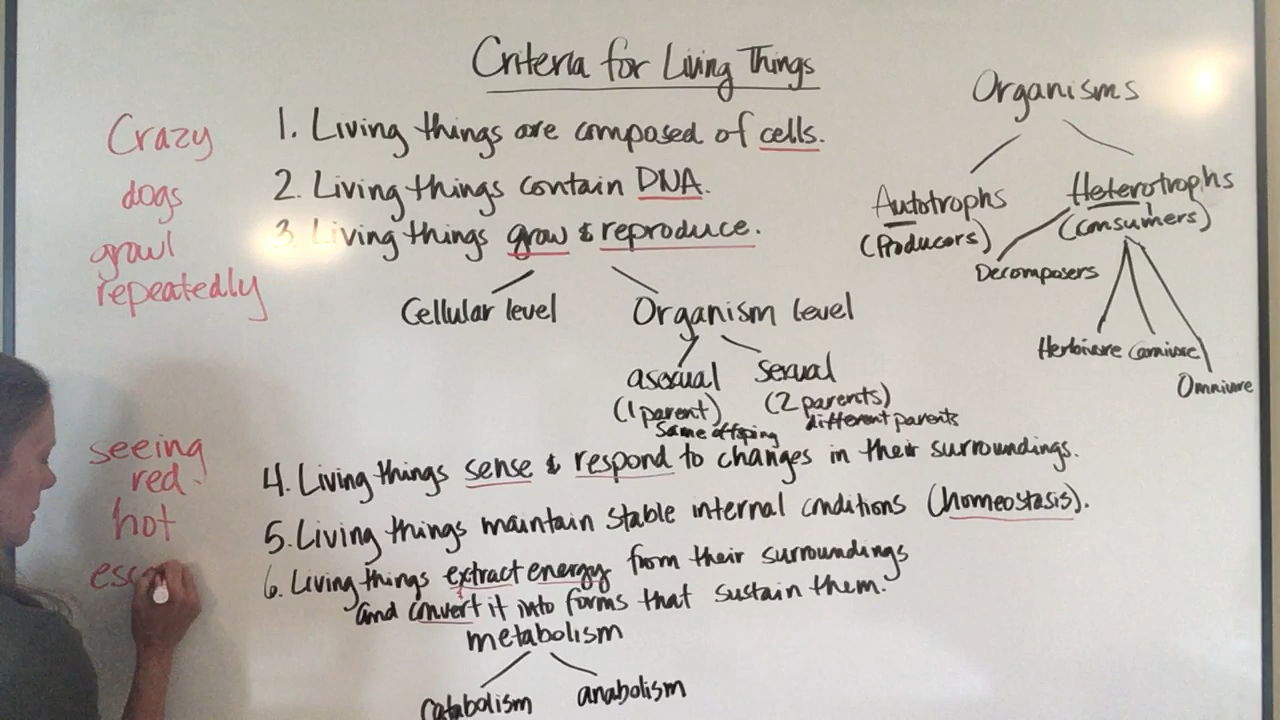 Criteria for Living Things
1. Living things are composed of cells.
2. Living things contain DNA.
3. Living things grow & reproduce.
Cellular level
Organism level
asexual
(1 parent)
Same offsping
sexual
(2 parents)
different parents
4. Living things sense & respond to changes in their surroundings.
5. Living things maintain stable internal conditions (homeostasis).
6. Living things extract energy from their surroundings
and convert it into forms that sustain them.
metabolism
catabolism
anabolism
Crazy
dogs
growl
repeatedly
seeing
red
hot
Organisms
Autotrophs
(Producers)
Heterotrophs
(consumers)
Decomposers
Herbivore Carnivore
Omnivore